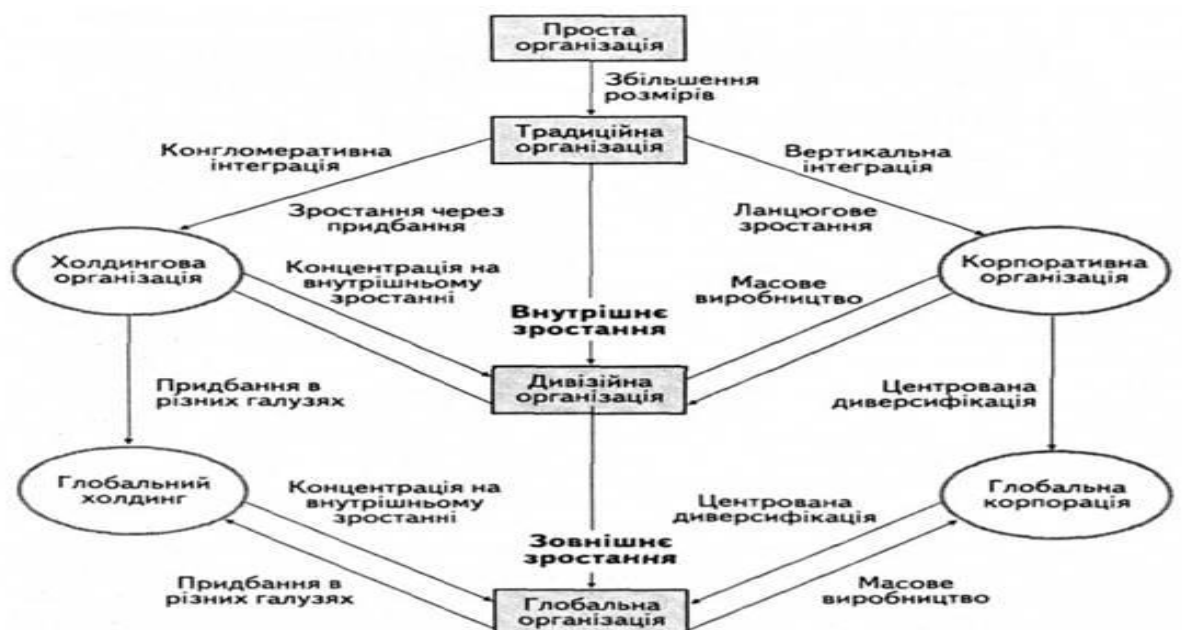 Проста
організація
Збільшення
розмірів
Традиційна
організація
Конгломеративна
інтеграція
Вертикальна
інтеграція
Зростання через
придбання
Ланцюгове
зростання
Холдингова
організація
Концентрація на
внутрішньому
зростанні
Масове
виробництво
Корпоративна
організація
Внутрішнє
зростання
Дивізійна
організація
Придбання в
різних галузях
Центрована
диверсифікація
Глобальний
холдинг
Концентрація на
внутрішньому
зростанні
Центрована
диверсифікація
Глобальна
корпорація
Зовнішнє
зростання
Придбання в
різних галузях
Масове
виробництво
Глобальна
організація